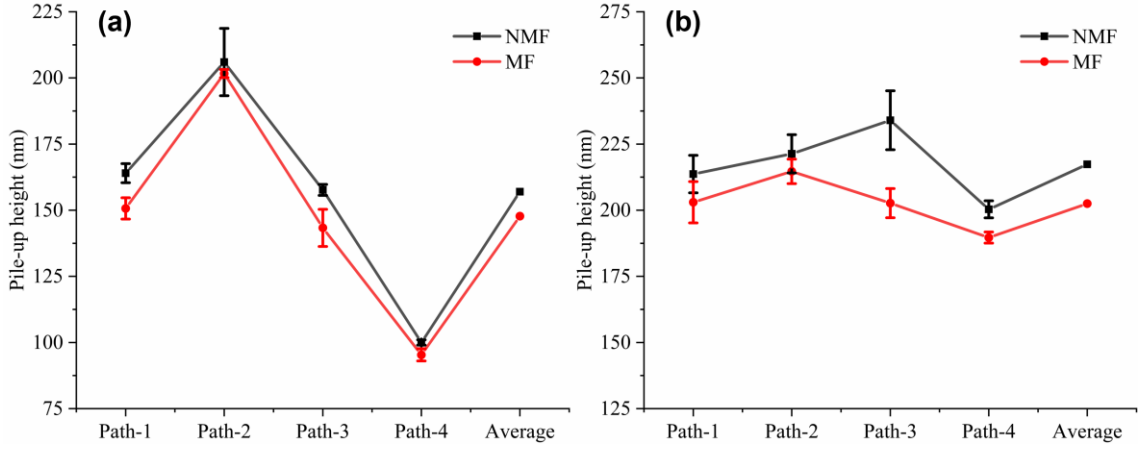 (a)
NMF
MF
Pile-up height (nm)
225
200
175
150
125
100
75
Path-1 Path-2 Path-3 Path-4 Average
(b)
NMF
MF
Pile-up height (nm)
275
250
225
200
175
150
125
Path-1 Path-2 Path-3 Path-4 Average